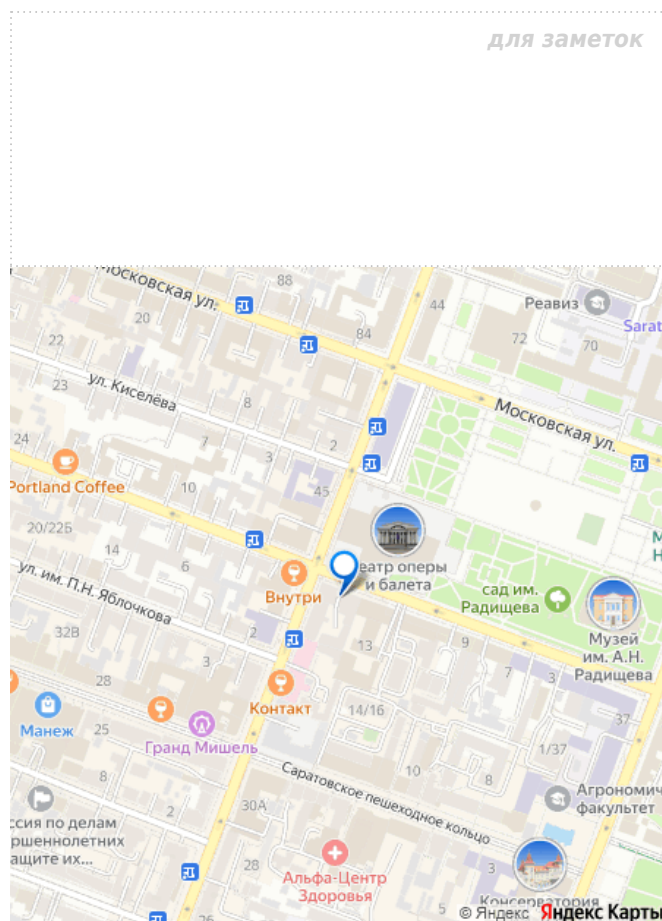 для заметок
Московская ул.
88
20
84
44
Реавиз
Sarat
72
70
22
23
ул. Киселёва
8
7
3
2
Московская ул.
24
Portland Coffee
10
45
20/22Б
14
6
Внутри
Театр оперы
и балета
сад им.
Радищева
М
Н
ул. им. П.Н. Яблочкова
32В
3
2
13
9
7
3
Музей
им. А.Н.
Радищева
28
Контакт
14/16
37
Манеж
25
Гранд Мишель
1/37
10
8
Саратовское пешеходное кольцо
Агрономич
факультет
8
2
30А
ссия по делам
ршеннолетних
ащите их...
28
Альфа-Центр
Здоровья
3
5
Консерватория
© Яндекс Яндекс Карты